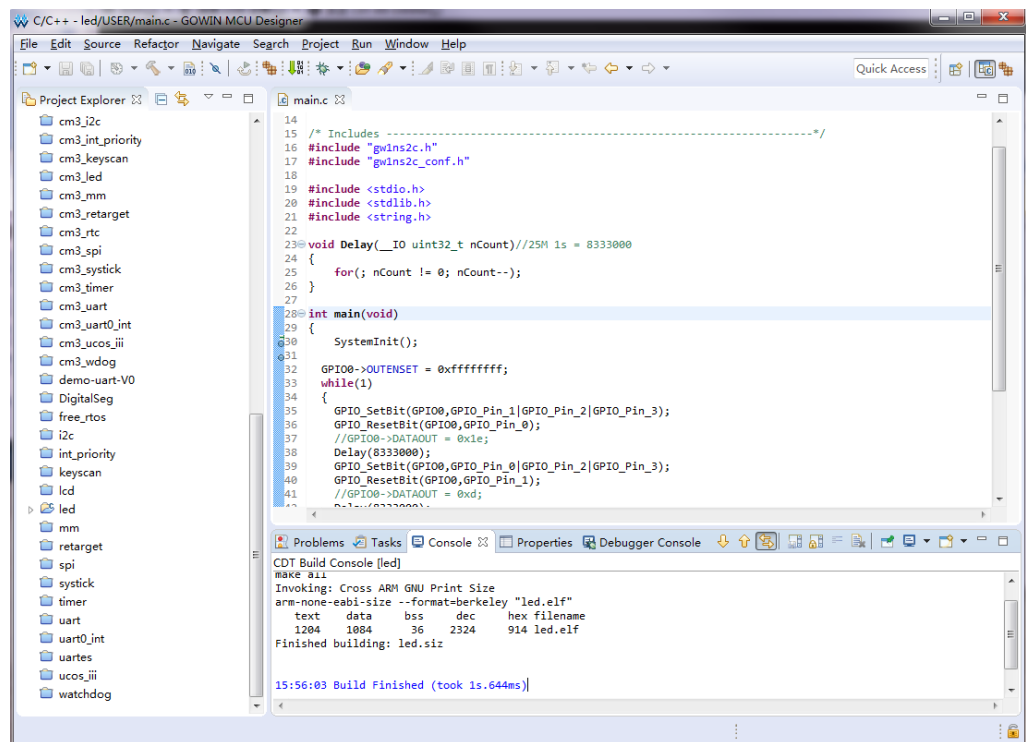 C/C++ - led/USER/main.c - GOWIN MCU Designer
File Edit Source Refactor Navigate Search Project Run Window Help
Quick Access
Project Explorer
cm3_i2c
cm3_int_priority
cm3_keyscan
cm3_led
cm3_mm
cm3_retarget
cm3_rtc
cm3_spi
cm3_systick
cm3_timer
cm3_uart
cm3_uart0_int
cm3_ucos_iii
cm3_wdog
demo-uart-V0
DigitalSeg
free_rtos
i2c
int_priority
keyscan
lcd
led
mm
retarget
spi
systick
timer
uart
uart0_int
uartes
ucos_iii
watchdog
main.c
14
15 /* Includes ------------------------------------------------------------------*/
16 #include "gw1ns2c.h"
17 #include "gw1ns2c_conf.h"
18
19 #include <stdio.h>
20 #include <stdlib.h>
21 #include <string.h>
22
23 void Delay(__IO uint32_t nCount)//25M 1s = 8333000
24 {
25 for(; nCount != 0; nCount--);
26 }
27
28 int main(void)
29 {
30 SystemInit();
31
32 GPIO0->OUTENSET = 0xffffffff;
33 while(1)
34 {
35 GPIO_SetBit(GPIO0,GPIO_Pin_1|GPIO_Pin_2|GPIO_Pin_3);
36 GPIO_ResetBit(GPIO0,GPIO_Pin_0);
37 //GPIO0->DATAOUT = 0x1e;
38 Delay(8333000);
39 GPIO_SetBit(GPIO0,GPIO_Pin_0|GPIO_Pin_2|GPIO_Pin_3);
40 GPIO_ResetBit(GPIO0,GPIO_Pin_1);
41 //GPIO0->DATAOUT = 0xd;
Problems Tasks Console Properties Debugger Console
CDT Build Console [led]
make all
Invoking: Cross ARM GNU Print Size
arm-none-eabi-size --format=berkeley "led.elf"
text data bss dec hex filename
1204 1084 36 2324 914 led.elf
Finished building: led.siz
15:56:03 Build Finished (took 1s.644ms)